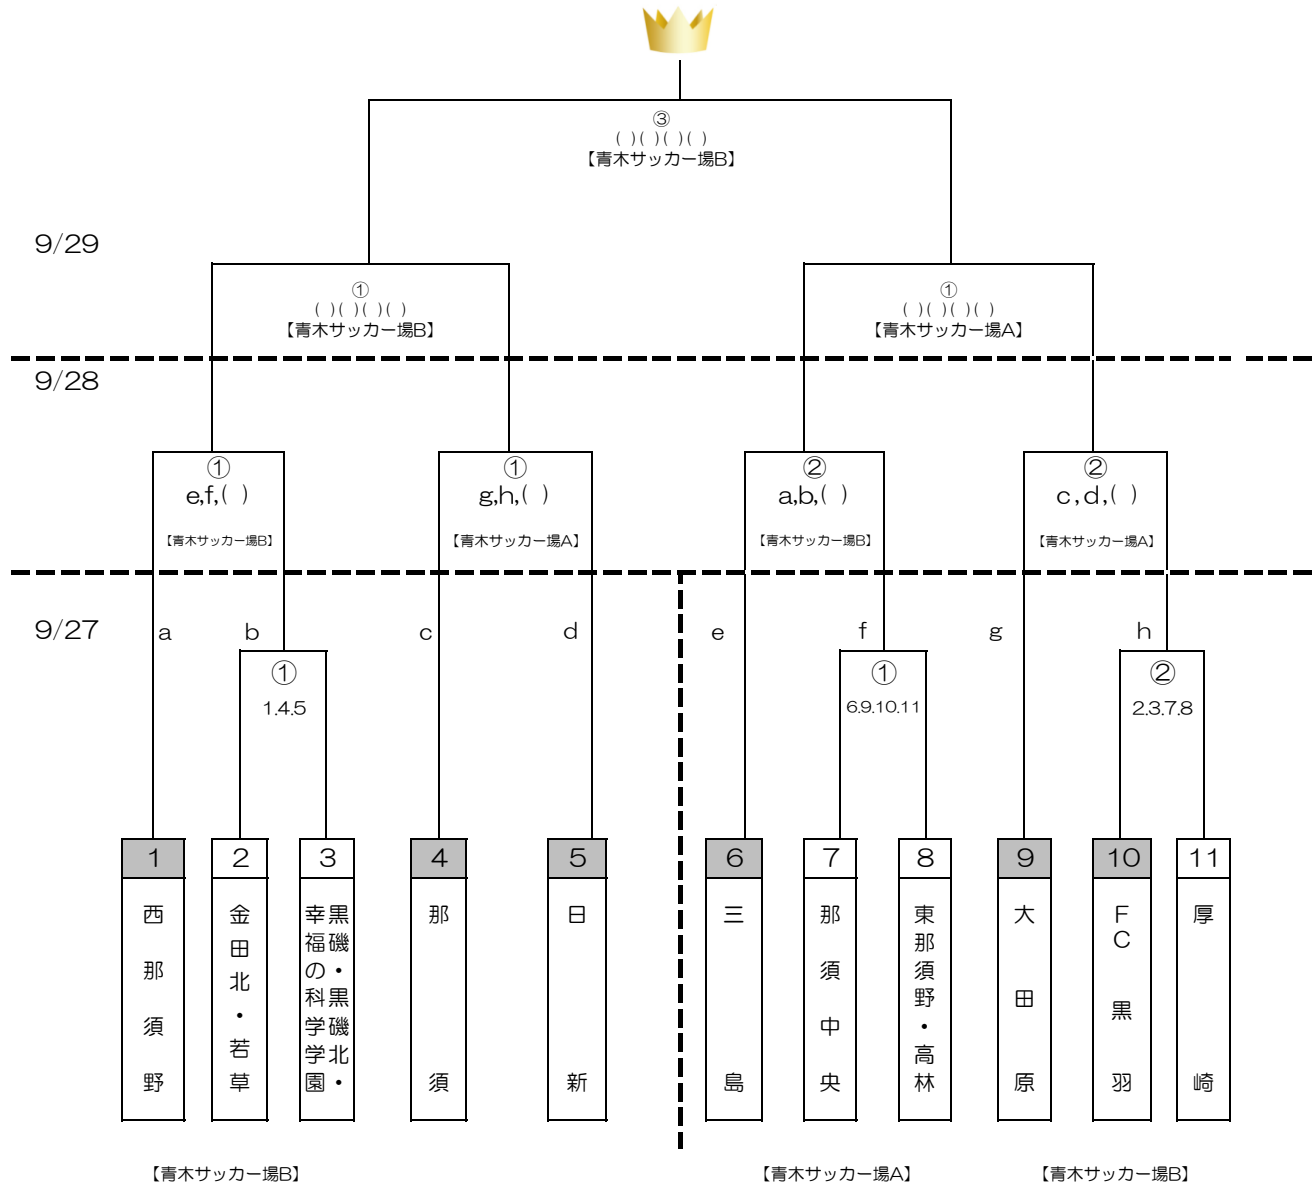 ③
( )( )( )( )
【青木サッカー場B】
9/29
①
( )( )( )( )
【青木サッカー場B】
①
( )( )( )( )
【青木サッカー場A】
9/28
①
e,f,( )
【青木サッカー場B】
①
g,h,( )
【青木サッカー場A】
②
a,b,( )
【青木サッカー場B】
②
c,d,( )
【青木サッカー場A】
9/27
a
b
c
d
e
f
g
h
①
1.4.5
①
6.9.10.11
②
2.3.7.8
1
西那須野
2
金田北・若草
3
黒磯・黒磯北・
幸福の科学学園
4
那須
5
日新
6
三島
7
那須中央
8
東那須野・高林
9
大田原
10
FC黒羽
11
厚崎
【青木サッカー場B】
【青木サッカー場A】
【青木サッカー場B】